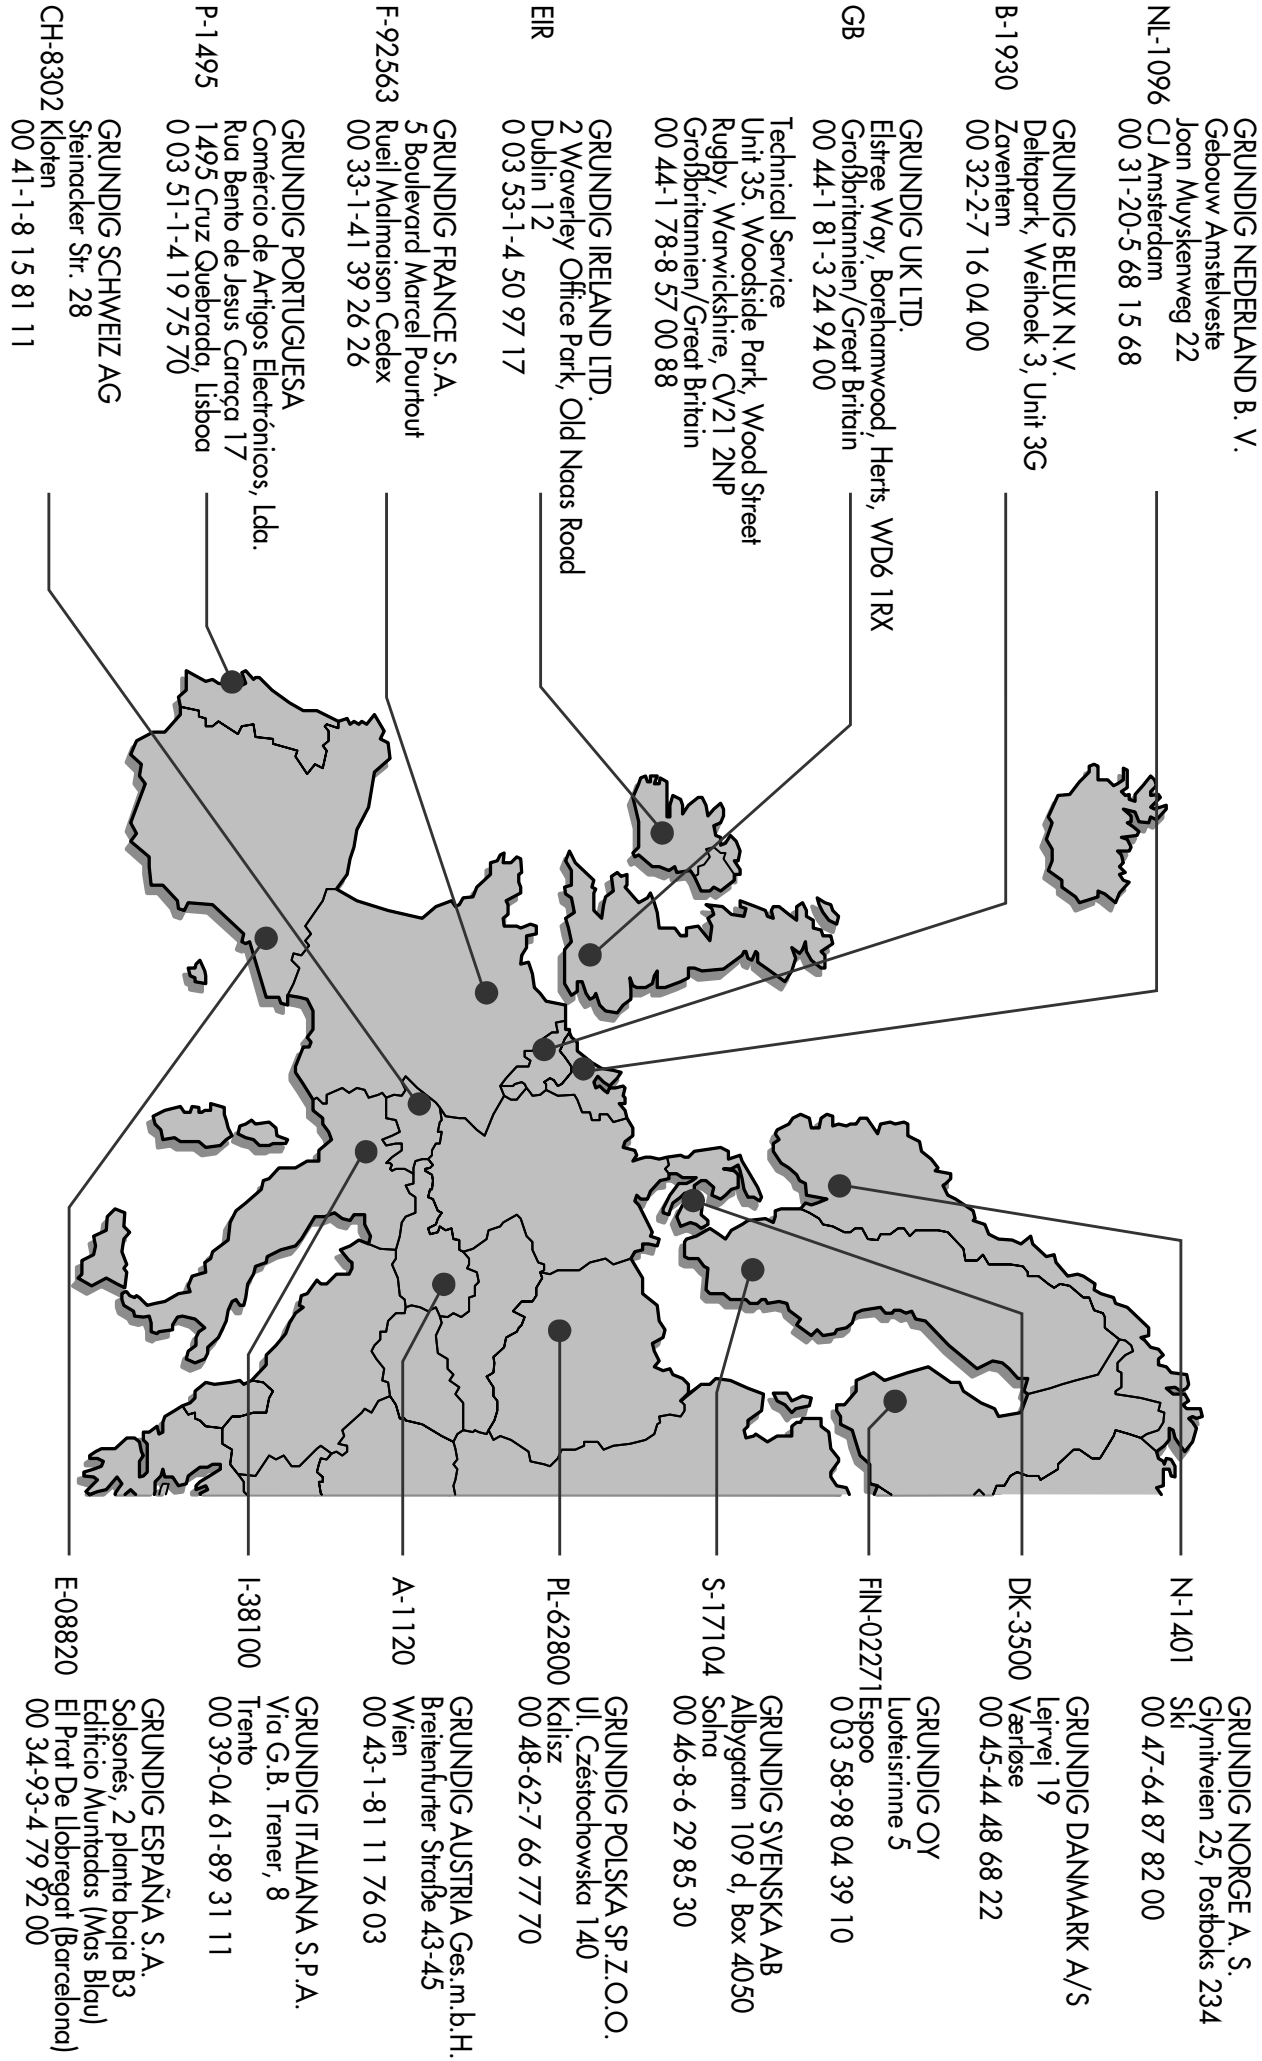 NL-1096
GRUNDIG NEDERLAND B. V.
Gebouw Amstelveste
Joan Muyskenweg 22
CJ Amsterdam
00 31-20-5 68 15 68
B-1930
GRUNDIG BELUX N.V.
Deltapark, Weihoek 3, Unit 3G
Zaventem
00 32-2-7 16 04 00
GB
GRUNDIG UK LTD.
Elstree Way, Borehamwood, Herts, WD6 1RX
Großbritannien/Great Britain
00 44-1 81-3 24 94 00
Technical Service
Unit 35. Woodside Park, Wood Street
Rugby, Warwickshire, CV21 2NP
Großbritannien/Great Britain
00 44-1 78-8 57 00 88
EIR
GRUNDIG IRELAND LTD.
2 Waverley Office Park, Old Naas Road
Dublin 12
0 03 53-1-4 50 97 17
F-92563
GRUNDIG FRANCE S.A.
5 Boulevard Marcel Pourtout
Rueil Malmaison Cedex
00 33-1-41 39 26 26
P-1495
GRUNDIG PORTUGUESA
Comércio de Artigos Electrónicos, Lda.
Rua Bento de Jesus Caraça 17
1495 Cruz Quebrada, Lisboa
0 03 51-1-4 19 75 70
CH-8302
GRUNDIG SCHWEIZ AG
Steinacker Str. 28
Kloten
00 41-1-8 15 81 11
N-1401
GRUNDIG NORGE A. S.
Glynitveien 25, Postboks 234
Ski
00 47-64 87 82 00
DK-3500
GRUNDIG DANMARK A/S
Lejrvej 19
Værløse
00 45-44 48 68 22
FIN-02271
GRUNDIG OY
Luoteisrinne 5
Espoo
0 03 58-98 04 39 10
S-17104
GRUNDIG SVENSKA AB
Albygatan 109 d, Box 4050
Solna
00 46-8-6 29 85 30
PL-62800
GRUNDIG POLSKA SP.Z.O.O.
Ul. Czéstochowska 140
Kalisz
00 48-62-7 66 77 70
A-1120
GRUNDIG AUSTRIA Ges.m.b.H.
Breitenfurter Straße 43-45
Wien
00 43-1-81 11 76 03
I-38100
GRUNDIG ITALIANA S.P.A.
Via G.B. Trener, 8
Trento
00 39-04 61-89 31 11
E-08820
GRUNDIG ESPAÑA S.A.
Solsonés, 2 planta baja B3
Edificio Muntadas (Mas Blau)
El Prat De Llobregat (Barcelona)
00 34-93-4 79 92 00